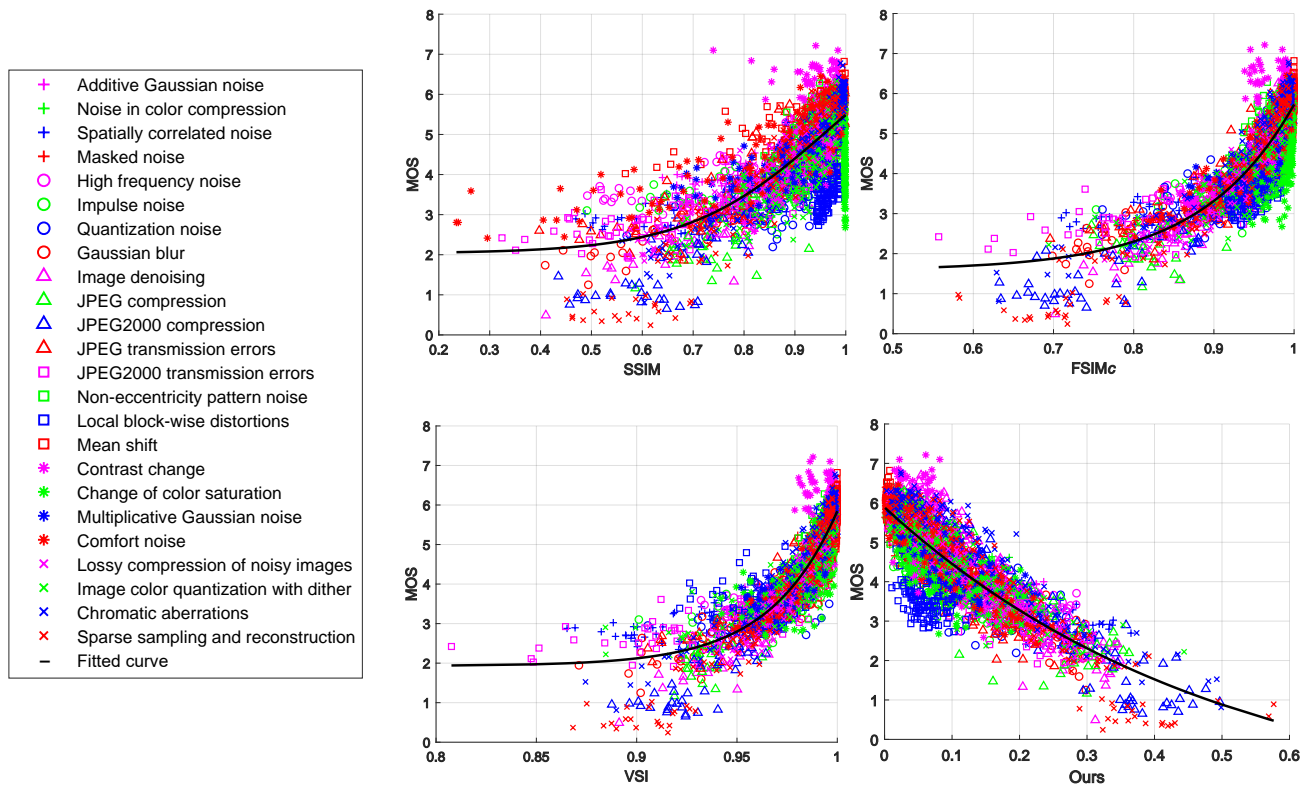 Additive Gaussian noise
Noise in color compression
Spatially correlated noise
Masked noise
High frequency noise
Impulse noise
Quantization noise
Gaussian blur
Image denoising
JPEG compression
JPEG2000 compression
JPEG transmission errors
JPEG2000 transmission errors
Non-eccentricity pattern noise
Local block-wise distortions
Mean shift
Contrast change
Change of color saturation
Multiplicative Gaussian noise
Comfort noise
Lossy compression of noisy images
Image color quantization with dither
Chromatic aberrations
Sparse sampling and reconstruction
Fitted curve
8
7
6
5
4
3
2
1
0
MOS
0.2 0.3 0.4 0.5 0.6 0.7 0.8 0.9 1
SSIM
8
7
6
5
4
3
2
1
0
MOS
0.5 0.6 0.7 0.8 0.9 1
FSIMc
8
7
6
5
4
3
2
1
0
MOS
0.8 0.85 0.9 0.95 1
VSI
8
7
6
5
4
3
2
1
0
MOS
0 0.1 0.2 0.3 0.4 0.5 0.6
Ours